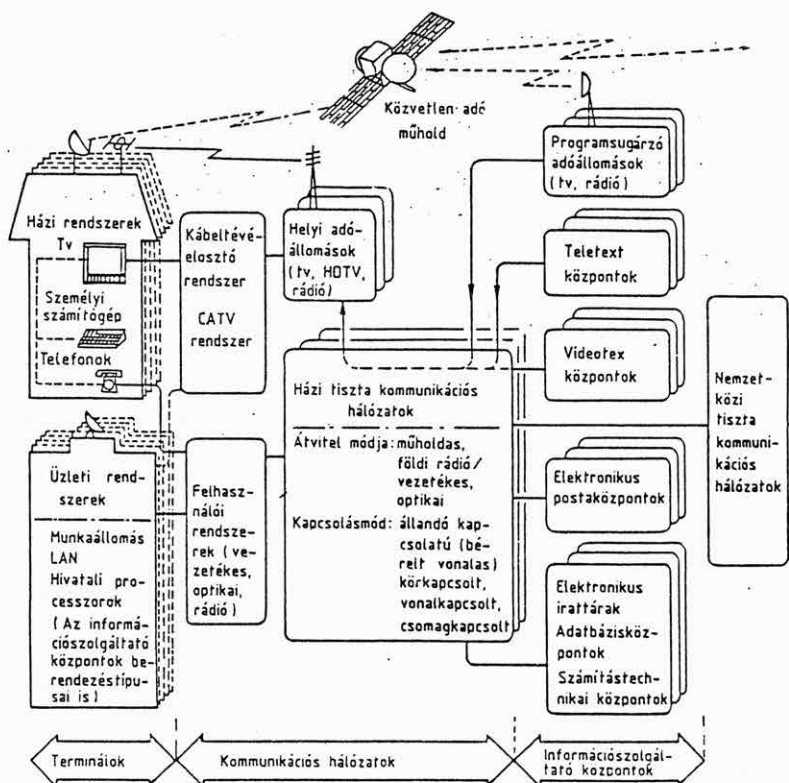 Közvetlen adó
műhold
Programsugárzó
adóállomások
(tv, rádió)
Házi rendszerek
Tv
Személyi
számítógép
Telefonok
Kábeltévé-
elosztó
rendszer
CATV
rendszer
Helyi adó-
állomások
(tv, HDTV,
rádió)
Teletext
központok
Videotex
központok
Házi tiszta kommunikációs
hálózatok
Átvitel módja: műholdas,
földi rádió/
vezetékes,
optikai
Kapcsolásmód: állandó kap-
csolatú (bé-
relt vonalas)
körkapcsolt,
vonalkapcsolt,
csomagkapcsolt
Nemzet-
közi
tiszta
kommuni-
kációs
hálózatok
Elektronikus
postaközpontok
Üzleti rend-
szerek
Munkaállomás
LAN
Hivatali pro-
cesszorok
(Az informá-
ciószolgáltató
központok be-
rendezéstípu-
sai is)
Felhasz-
nálói
rendsze-
rek (ve-
zetékes,
optikai,
rádió)
Elektronikus
irattárak
Adatbázisköz-
pontok
Számítástech-
nikai központok
Terminálok
Kommunikációs hálózatok
Információszolgál-
tató központok